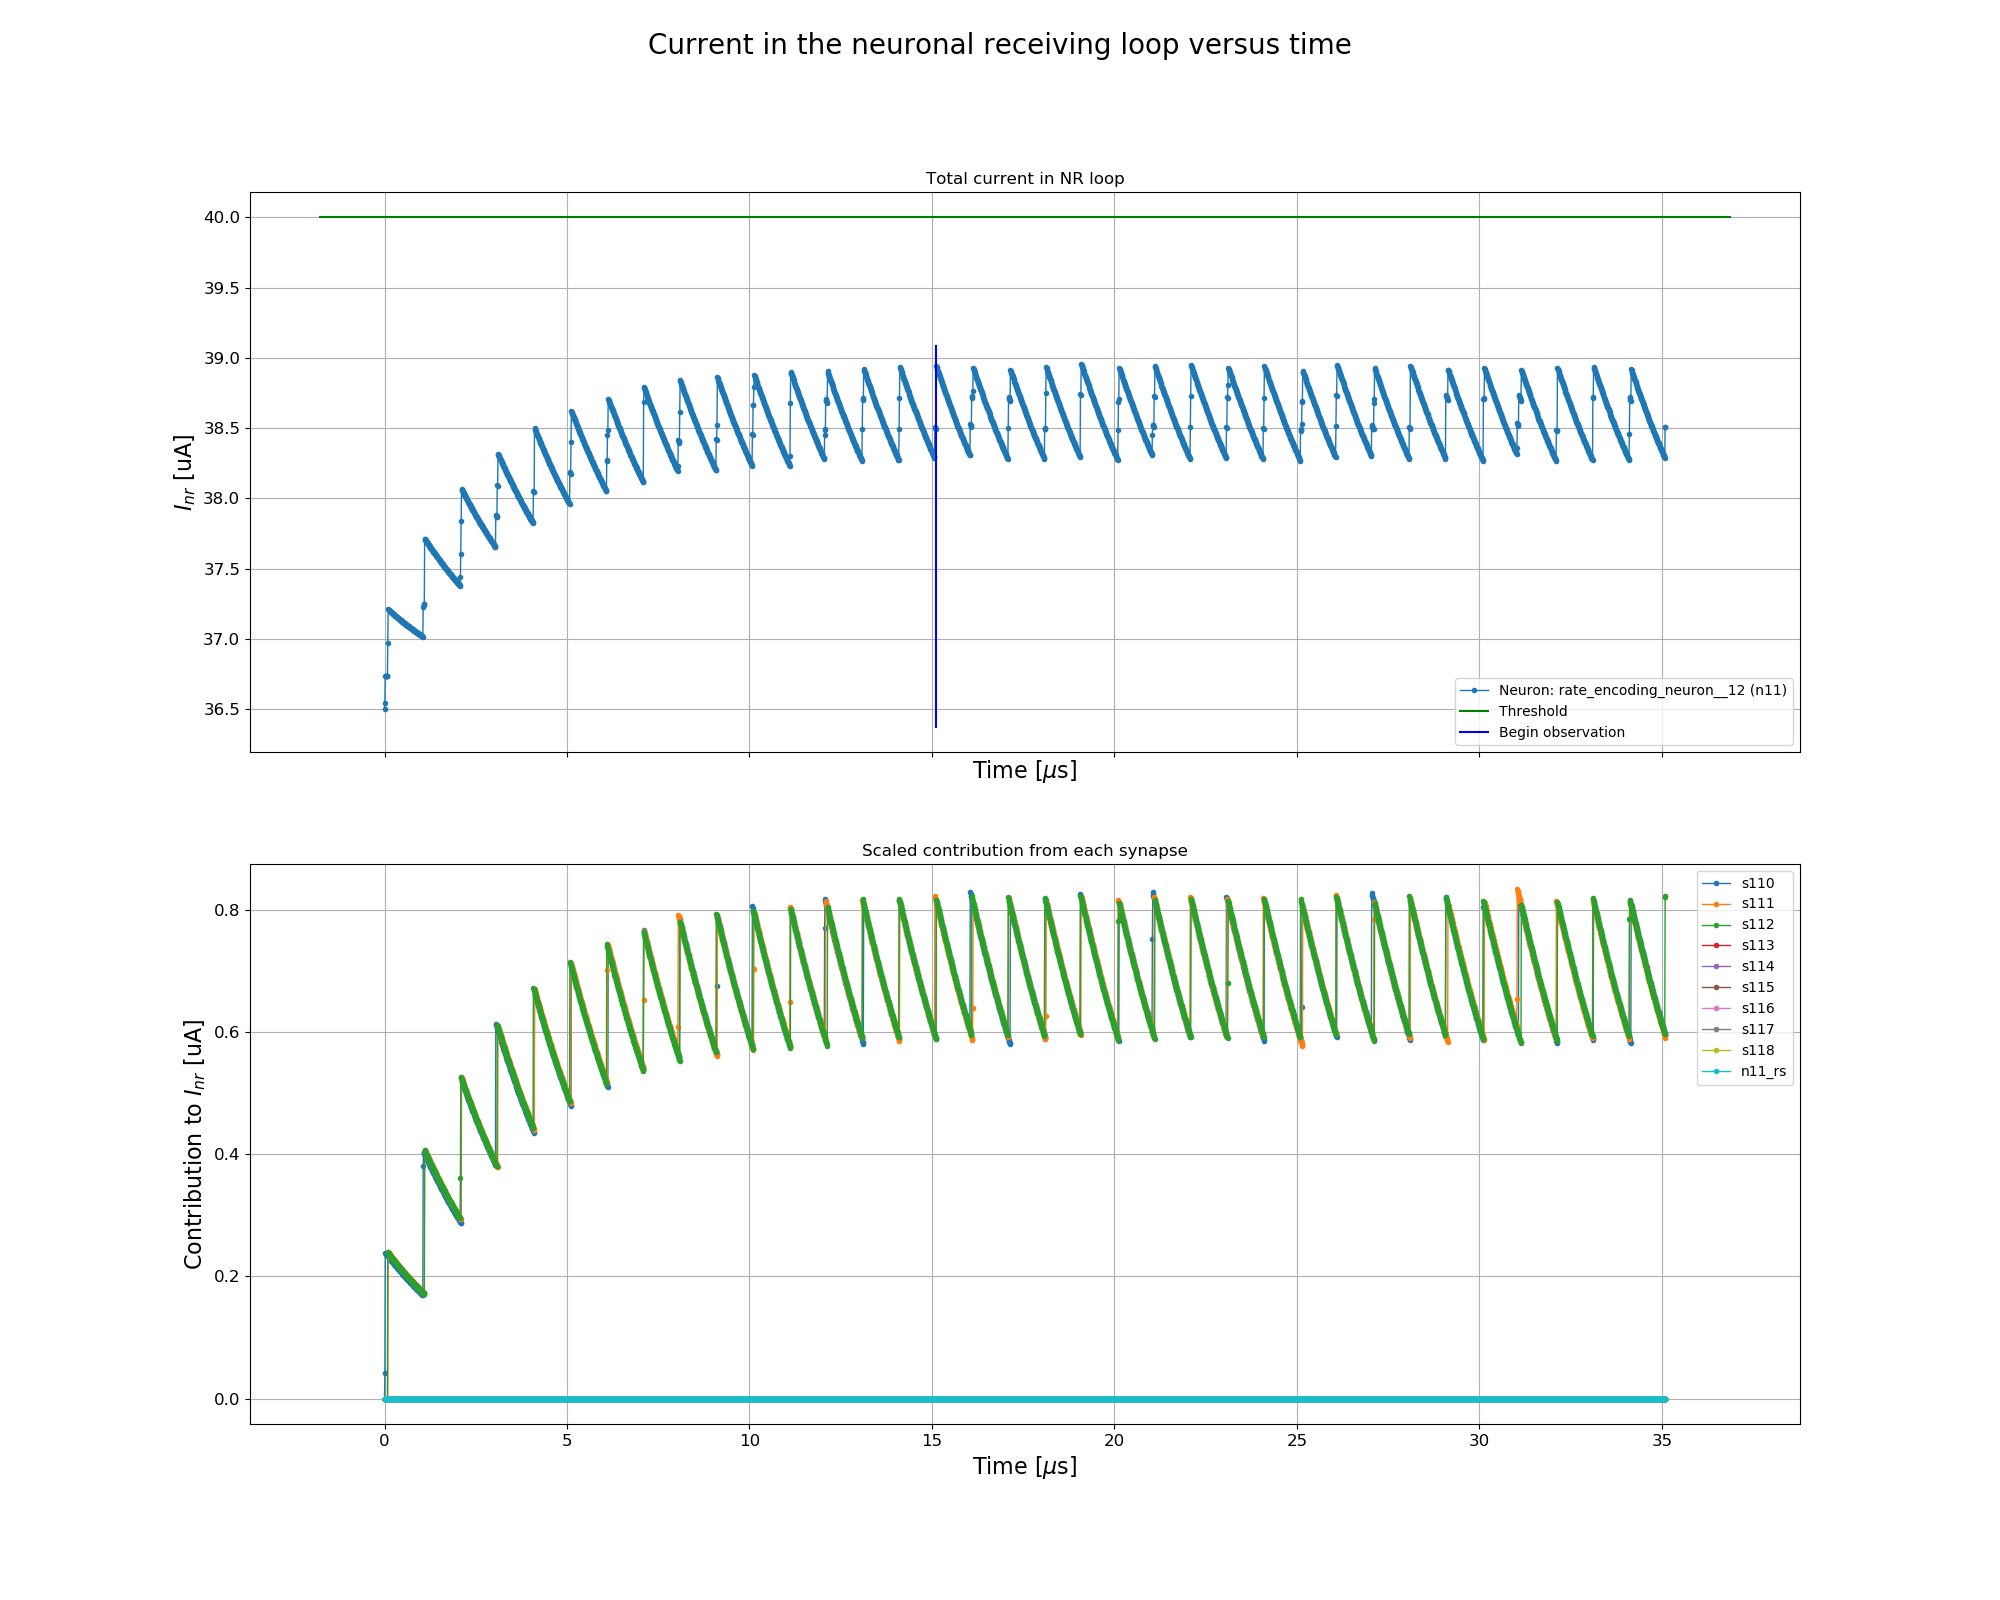 Current in the neuronal receiving loop versus time
Total current in NR loop
40.0
39.5
39.0
38.5
38.0
37.5
37.0
36.5
I_nr [uA]
Neuron: rate_encoding_neuron__12 (n11)
Threshold
Begin observation
Time [μs]
Scaled contribution from each synapse
0.8
0.6
0.4
0.2
0.0
Contribution to I_nr [uA]
s110
s111
s112
s113
s114
s115
s116
s117
s118
n11_rs
0 5 10 15 20 25 30 35
Time [μs]